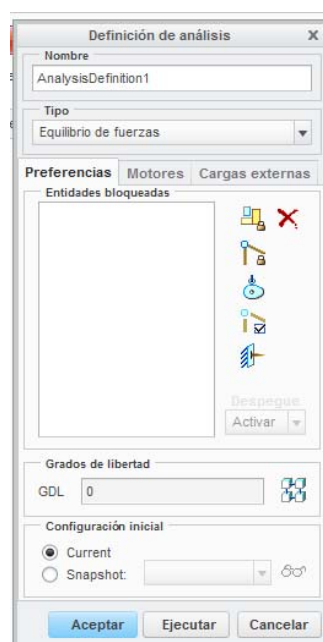 Definición de análisis
Nombre
AnalysisDefinition1
Tipo
Equilibrio de fuerzas
Preferencias Motores Cargas externas
Entidades bloqueadas
Despegue
Activar
Grados de libertad
GDL 0
Configuración inicial
Current
Snapshot:
Aceptar Ejecutar Cancelar